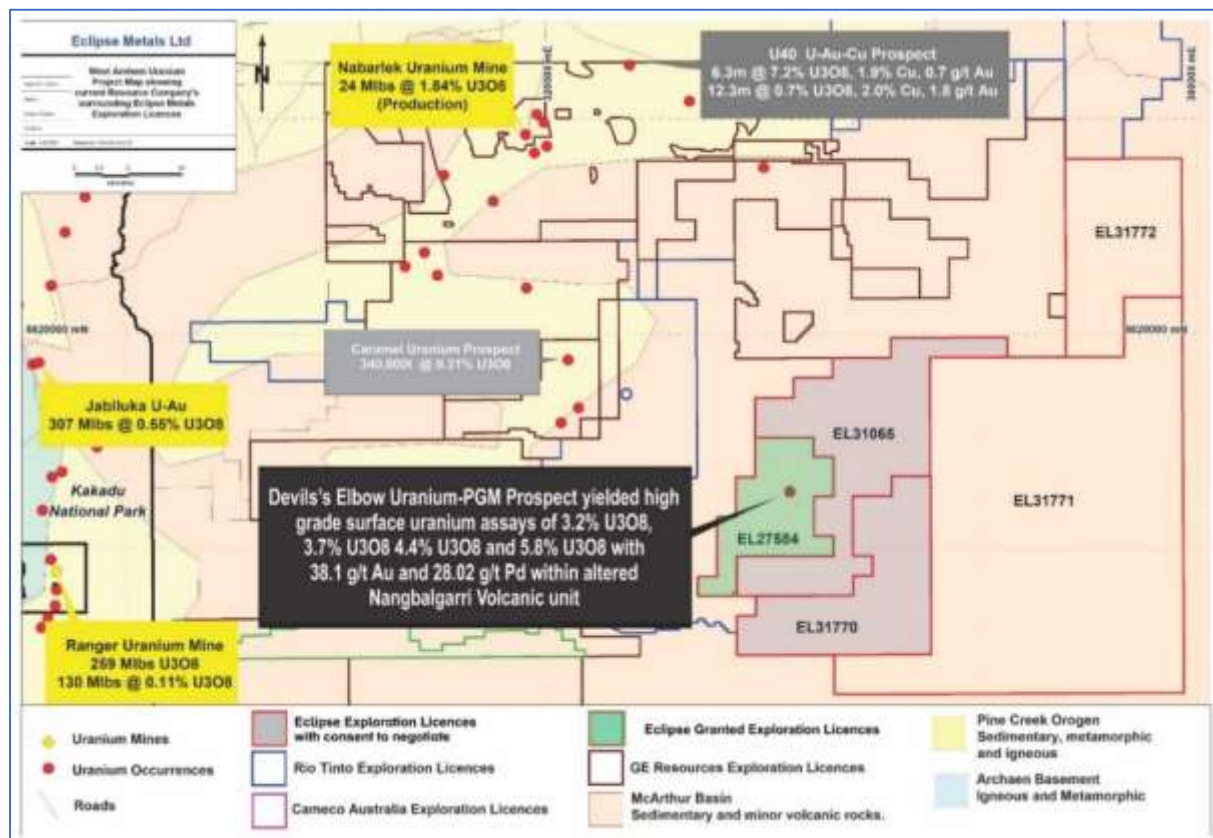 Eclipse Metals Ltd
West Arnhem Uranium
Project Map showing
current Resource Company's
surrounding Eclipse Metals
Exploration Licences
N
Nabarlek Uranium Mine
24 Mlbs @ 1.84% U3O8
(Production)
320000 mE
U40 U-Au-Cu Prospect
6.3m @ 7.2% U3O8, 1.9% Cu, 0.7 g/t Au
12.3m @ 0.7% U3O8, 2.0% Cu, 1.8 g/t Au
EL31772
Caramel Uranium Prospect
@ 0.31% U3O8
Jabiluka U-Au
307 Mlbs @ 0.55% U3O8
EL31065
Kakadu
National Park
Devils's Elbow Uranium-PGM Prospect yielded high
grade surface uranium assays of 3.2% U3O8,
3.7% U3O8 4.4% U3O8 and 5.8% U3O8 with
38.1 g/t Au and 28.02 g/t Pd within altered
Nangbalgarri Volcanic unit
EL27584
EL31771
EL31770
Ranger Uranium Mine
259 Mlbs U3O8
130 Mlbs @ 0.11% U3O8
Uranium Mines
Uranium Occurrences
Roads
Eclipse Exploration Licences
with consent to negotiate
Rio Tinto Exploration Licences
Cameco Australia Exploration Licences
Eclipse Granted Exploration Licences
GE Resources Exploration Licences
McArthur Basin
Sedimentary and minor volcanic rocks.
Pine Creek Orogen
Sedimentary, metamorphic
and igneous
Archaen Basement
Igneous and Metamorphic